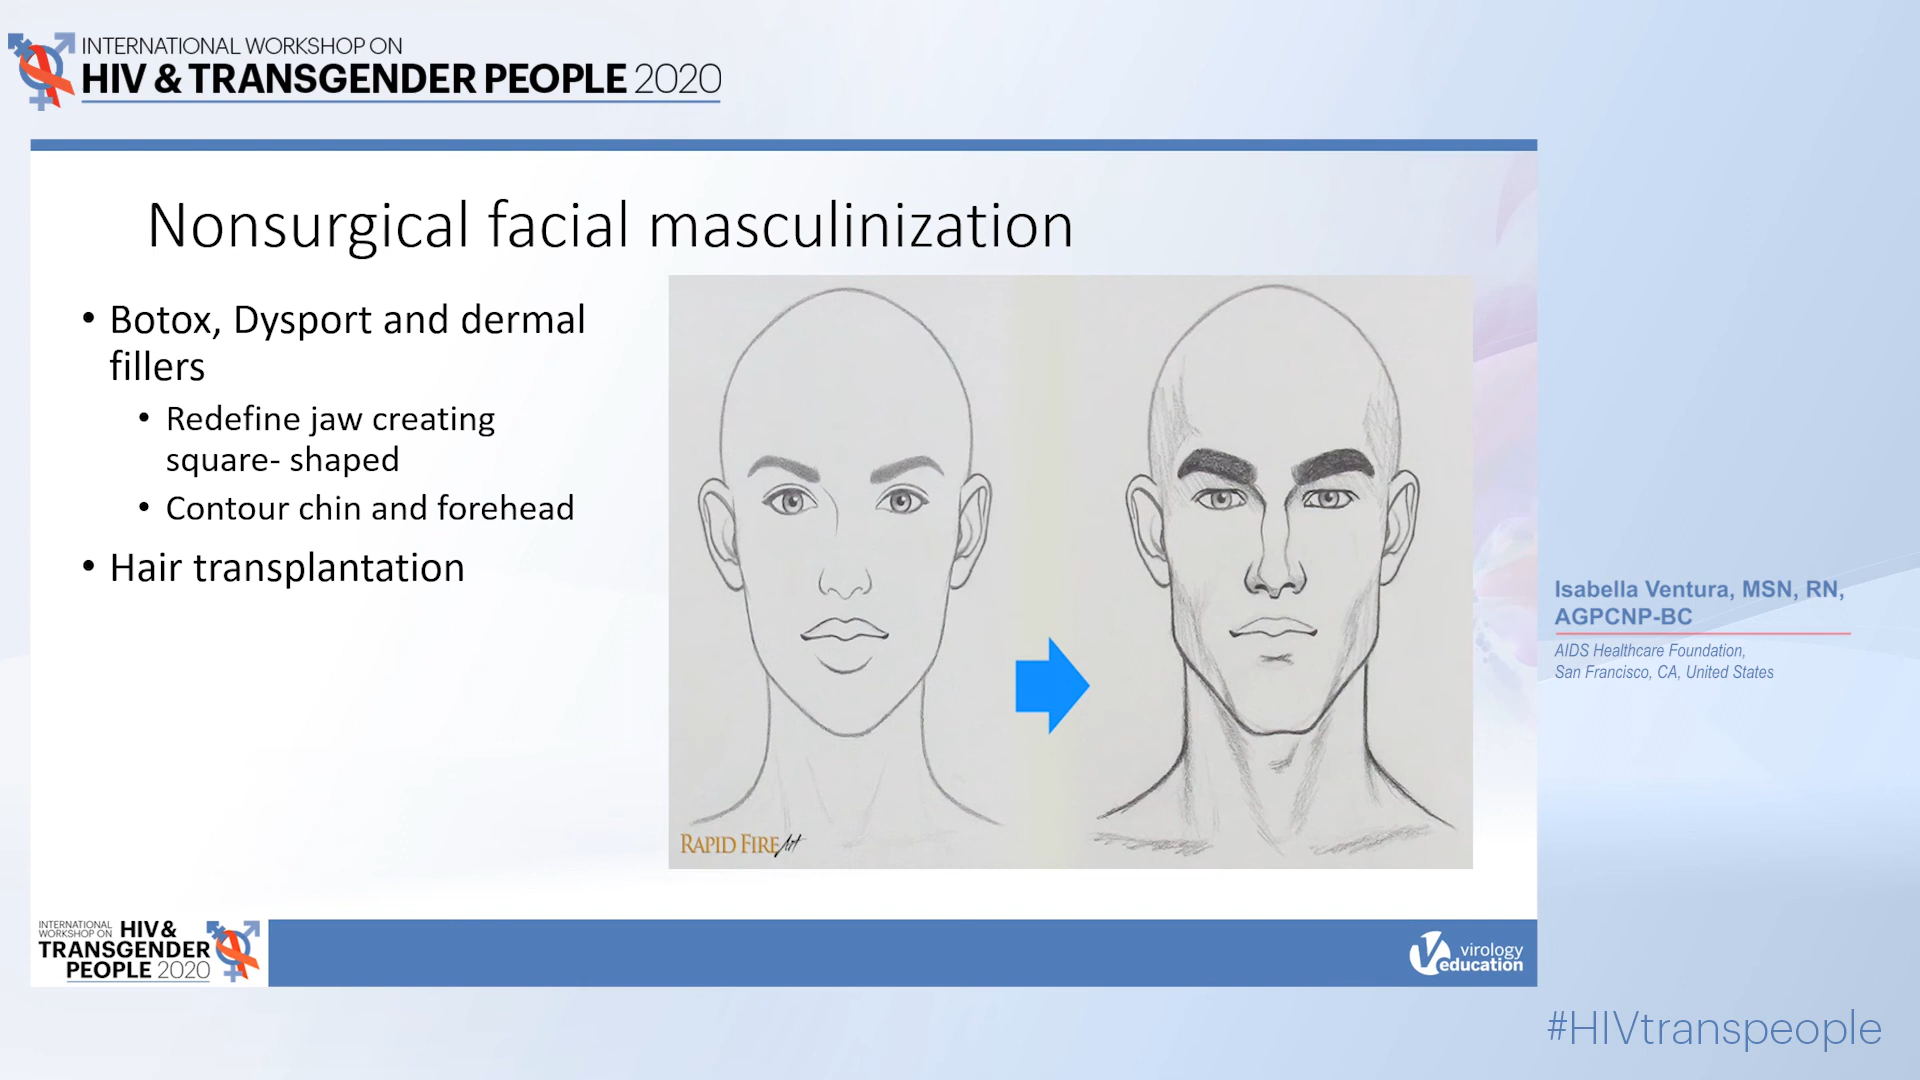 INTERNATIONAL WORKSHOP ON
HIV & TRANSGENDER PEOPLE 2020
Nonsurgical facial masculinization
• Botox, Dysport and dermal
fillers
• Redefine jaw creating
square- shaped
• Contour chin and forehead
• Hair transplantation
RAPID FIRE Art
Isabella Ventura, MSN, RN,
AGPCNP-BC
AIDS Healthcare Foundation,
San Francisco, CA, United States
INTERNATIONAL
WORKSHOP ON HIV &
TRANSGENDER
PEOPLE 2020
virology
education
#HIVtranspeople